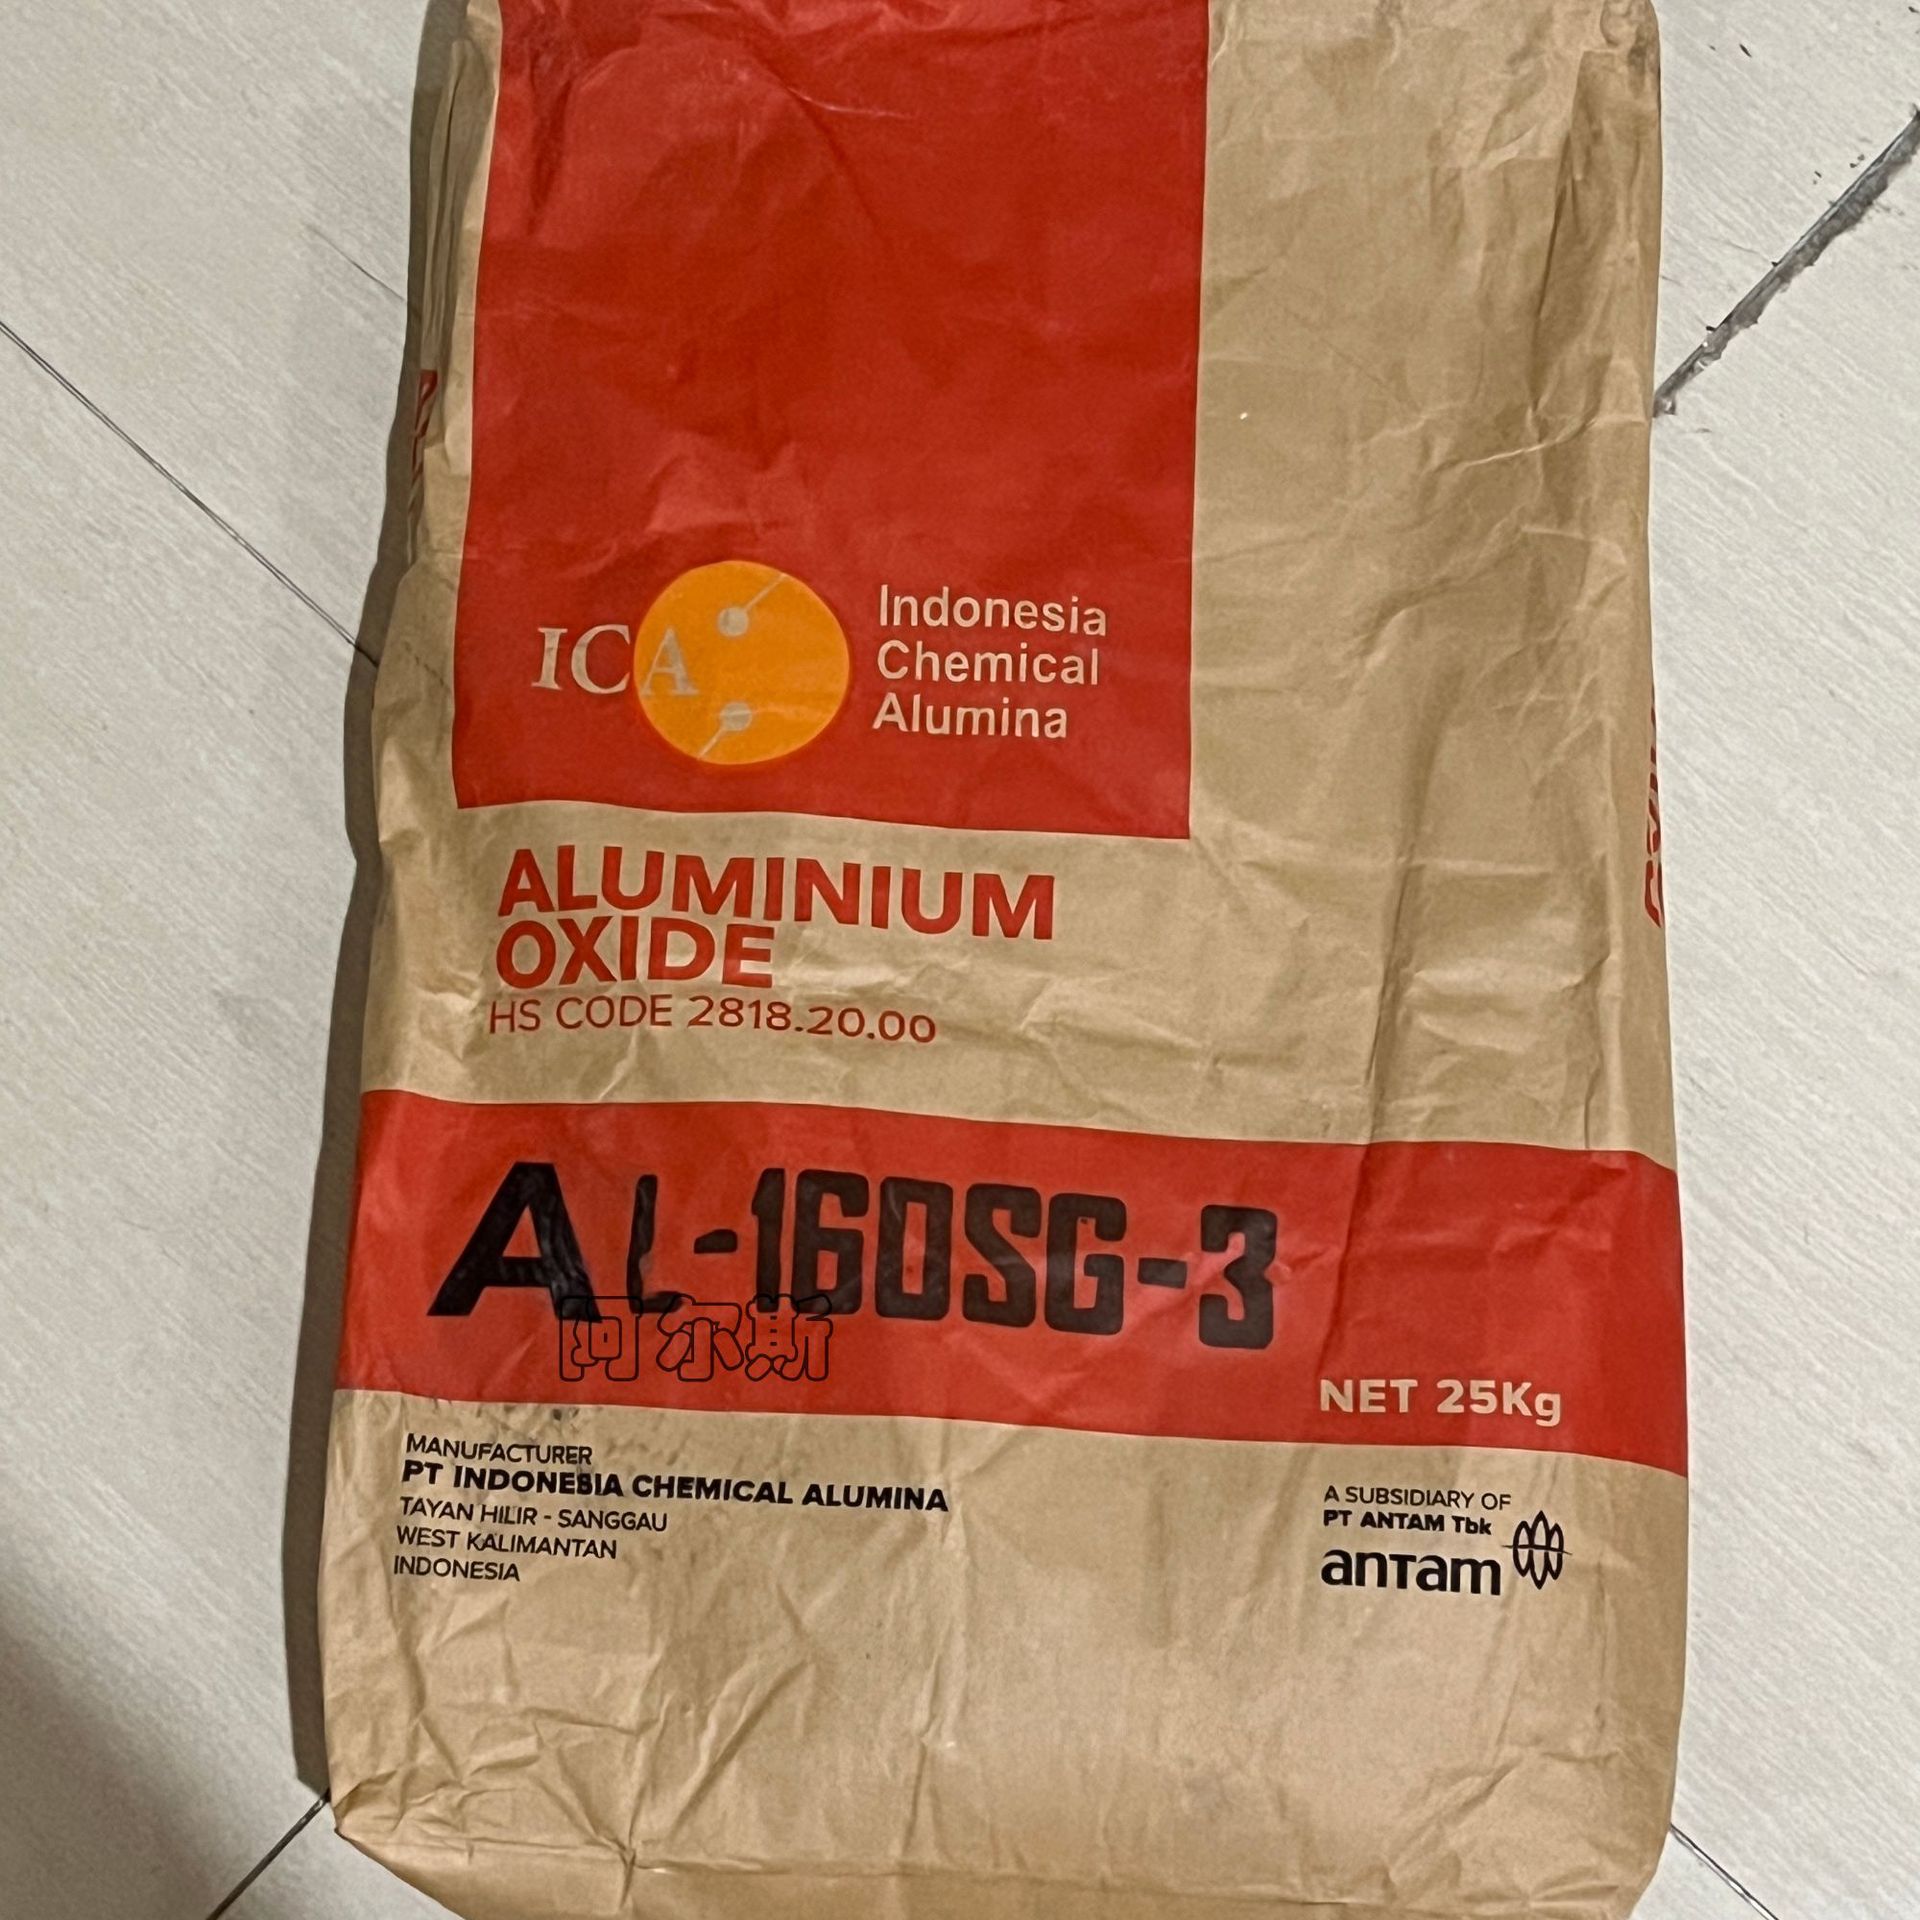 ICA
Indonesia
Chemical
Alumina
ALUMINIUM
OXIDE
HS CODE 2818.20.00
AL-160SG-3
阿尔斯
NET 25Kg
MANUFACTURER
PT INDONESIA CHEMICAL ALUMINA
TAYAN HILIR - SANGGAU
WEST KALIMANTAN
INDONESIA
A SUBSIDIARY OF
PT ANTAM Tbk
antam